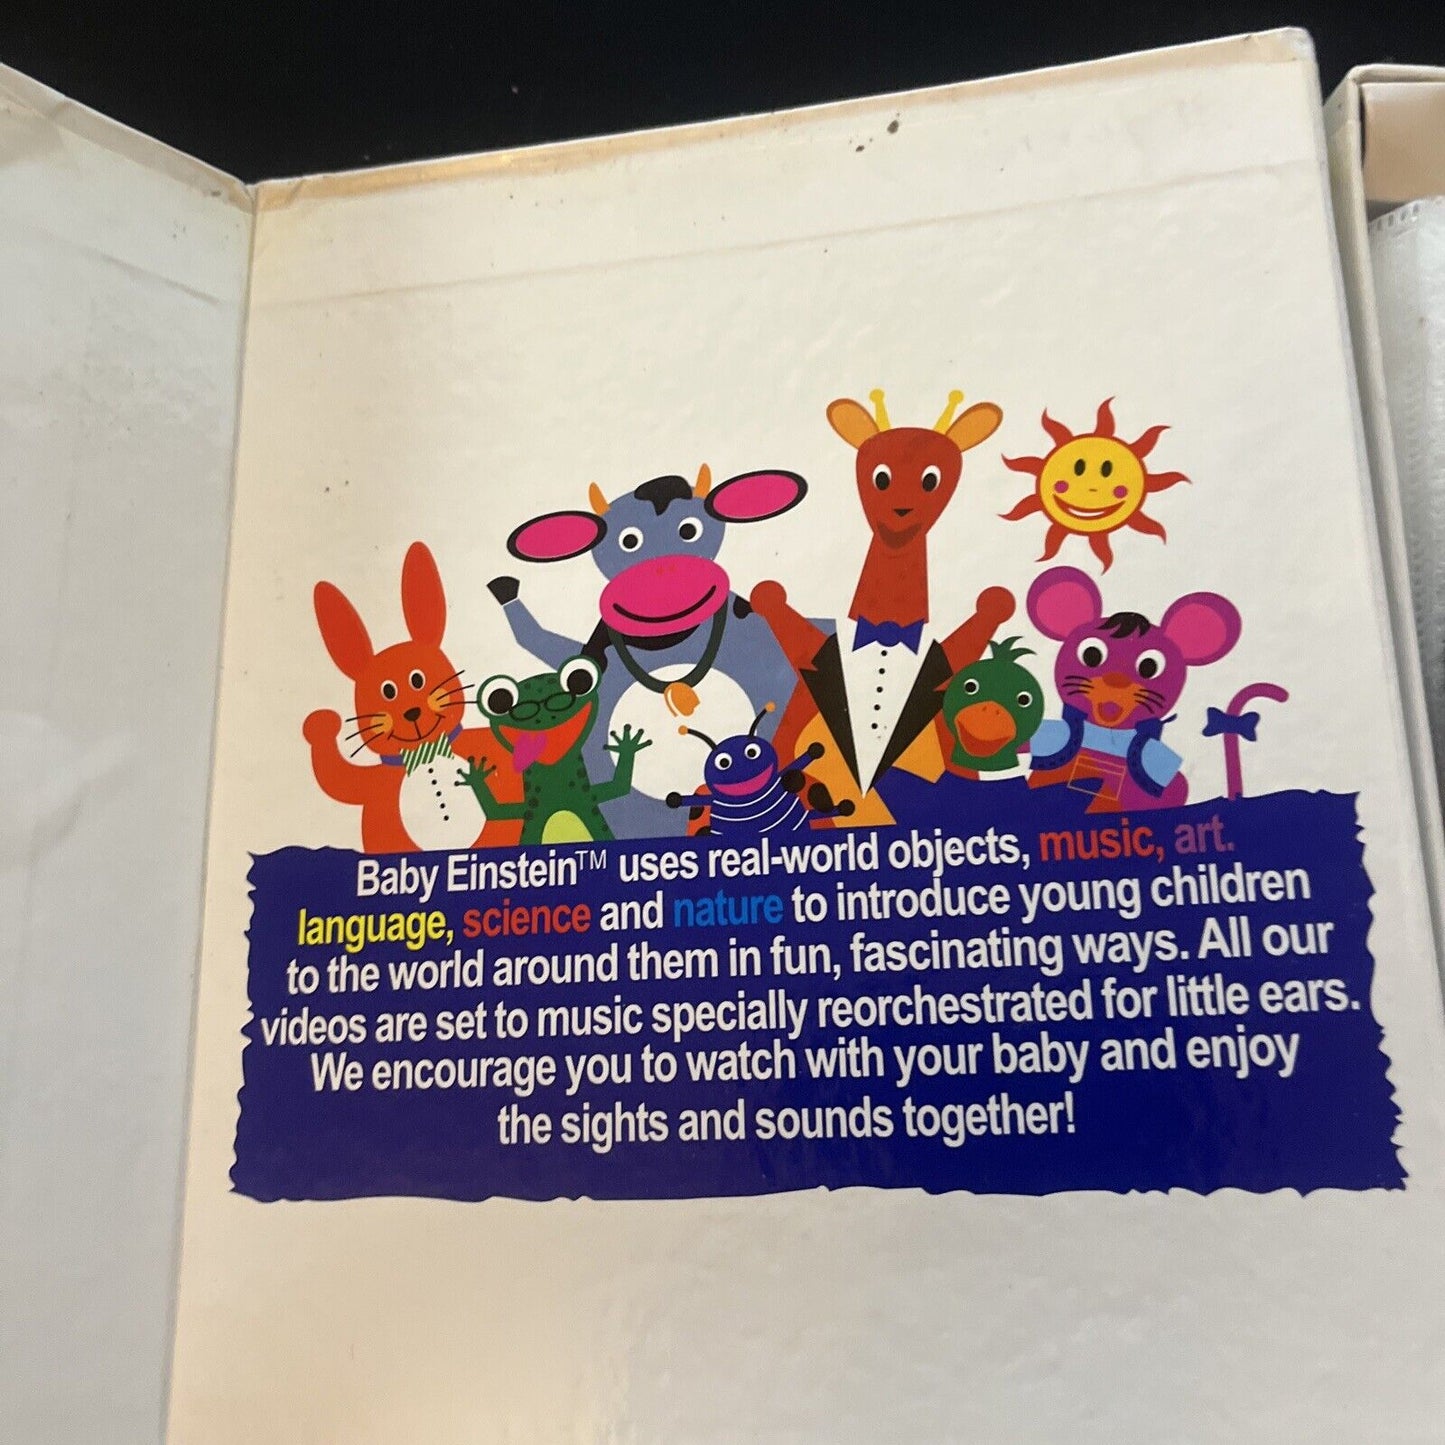 Baby Einstein™ uses real-world objects, music, art.
language, science and nature to introduce young children
to the world around them in fun, fascinating ways. All our
videos are set to music specially reorchestrated for little ears.
We encourage you to watch with your baby and enjoy
the sights and sounds together!